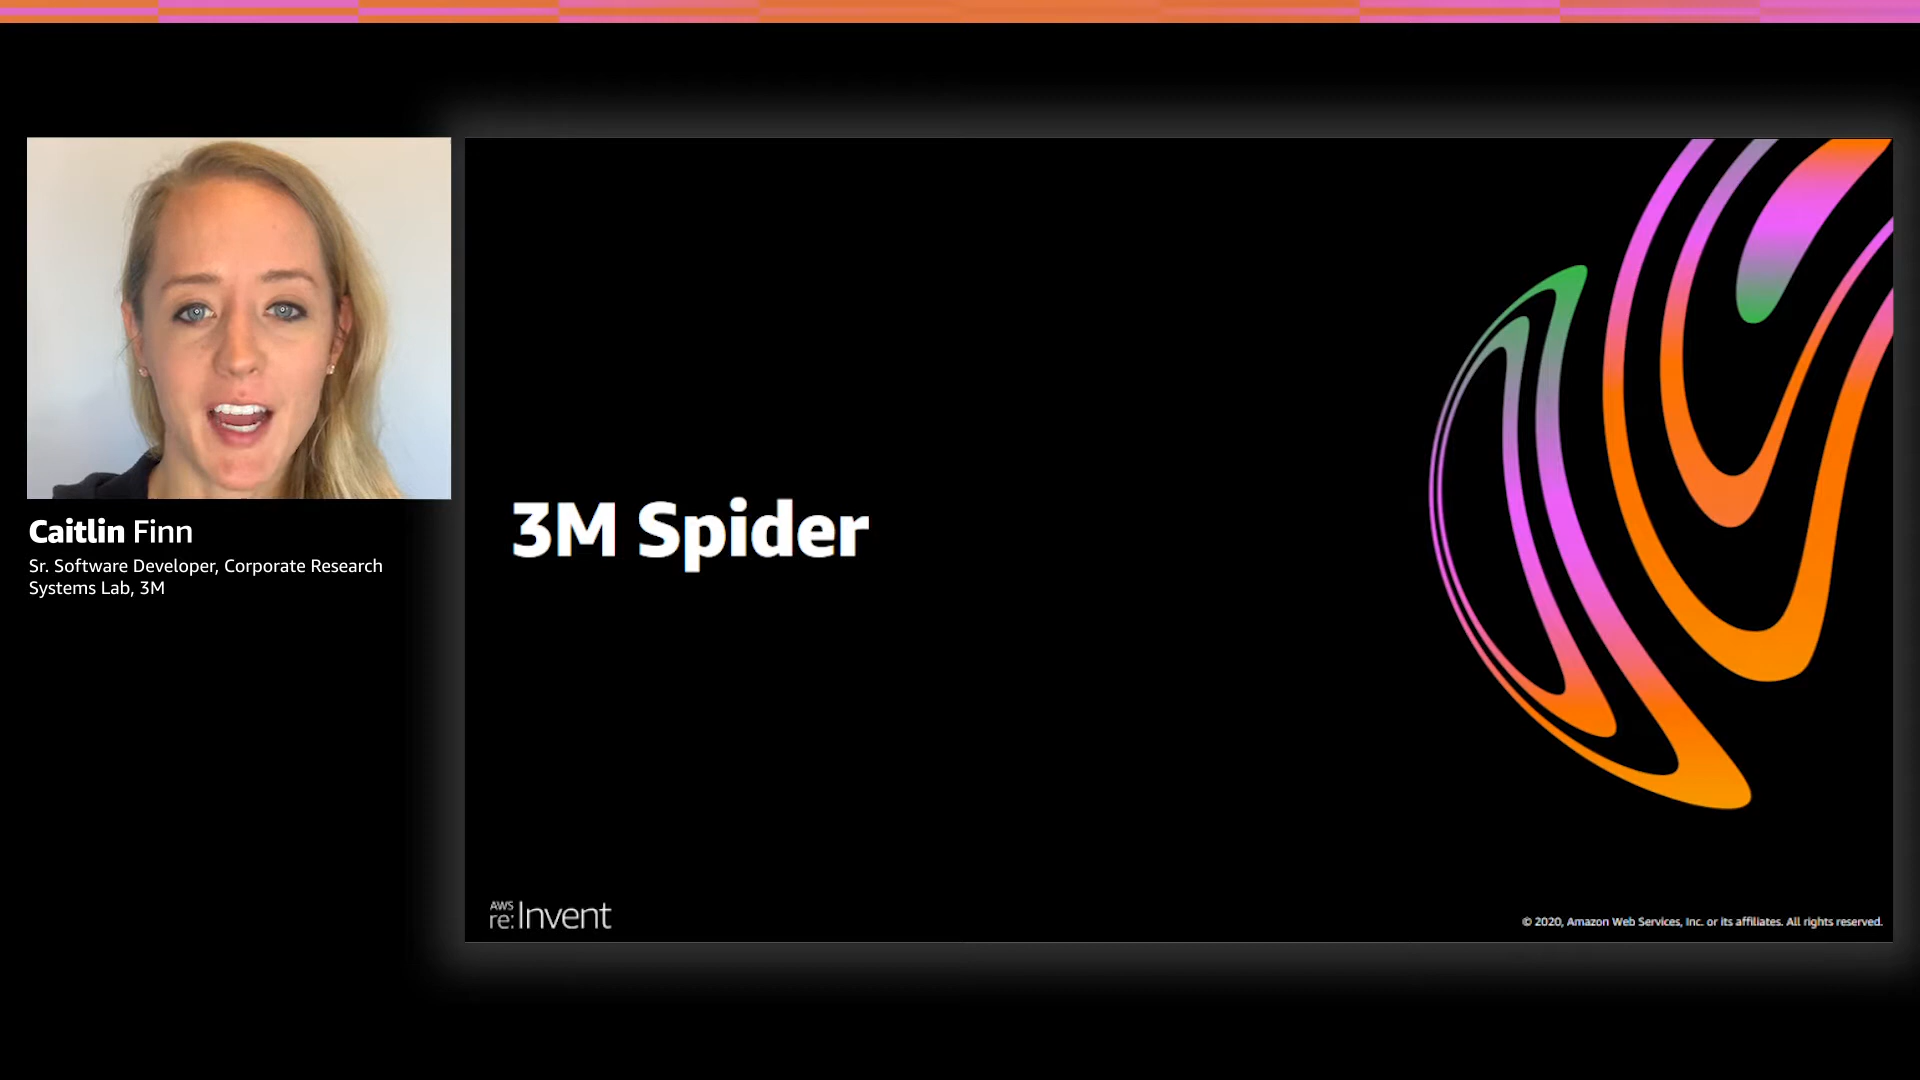 Caitlin Finn
Sr. Software Developer, Corporate Research
Systems Lab, 3M
3M Spider
AWS
re:Invent
© 2020, Amazon Web Services, Inc. or its affiliates. All rights reserved.